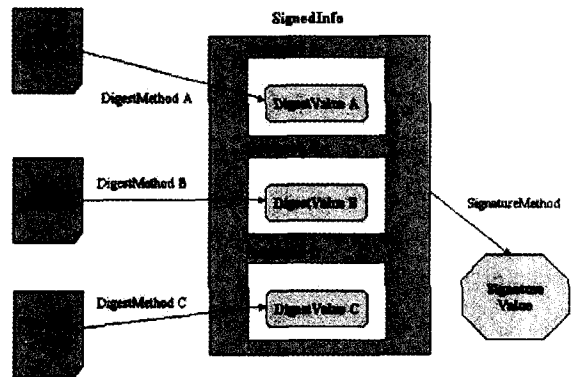 SignedInfo
DigestMethod A
DigestValue A
DigestMethod B
DigestValue B
SignatureMethod
Signature
Value
DigestMethod C
DigestValue C